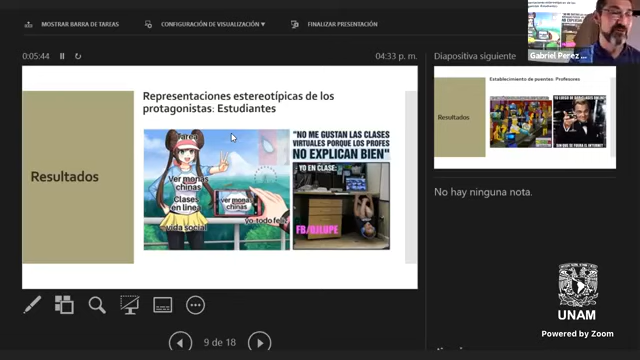 MOSTRAR BARRA DE TAREAS
CONFIGURACIÓN DE VISUALIZACIÓN ▾
FINALIZAR PRESENTACIÓN
Gabriel Perez ...
0:05:44
04:33 p. m.
Diapositiva siguiente
Representaciones estereotípicas de los
protagonistas: Estudiantes
Resultados
Tarea
Ver monas
chinas
Clases
en línea
vida social
ver monas
chinas
yo todo feliz
"NO ME GUSTAN LAS CLASES
VIRTUALES PORQUE LOS PROFES
NO EXPLICAN BIEN"
YO EN CLASE:
FB/DJLUPE
Establecimiento de puentes: Profesores
Resultados
No hay ninguna nota.
9 de 18
UNAM
Powered by Zoom